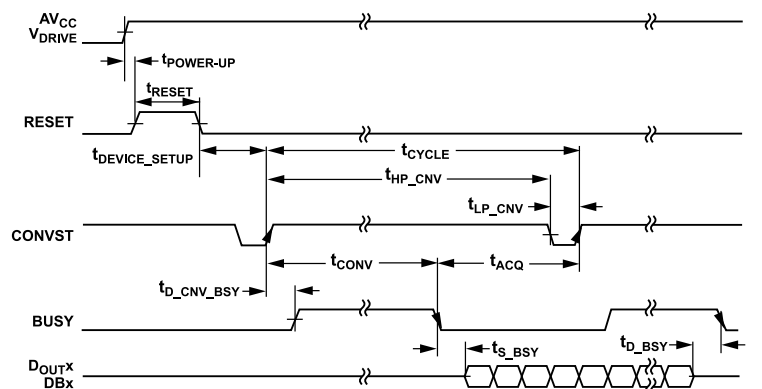 AVCC
VDRIVE
tPOWER-UP
tRESET
RESET
tDEVICE_SETUP
tCYCLE
tHP_CNV
tLP_CNV
CONVST
tCONV
tACQ
tD_CNV_BSY
BUSY
tS_BSY
tD_BSY
DOUTx
DBx